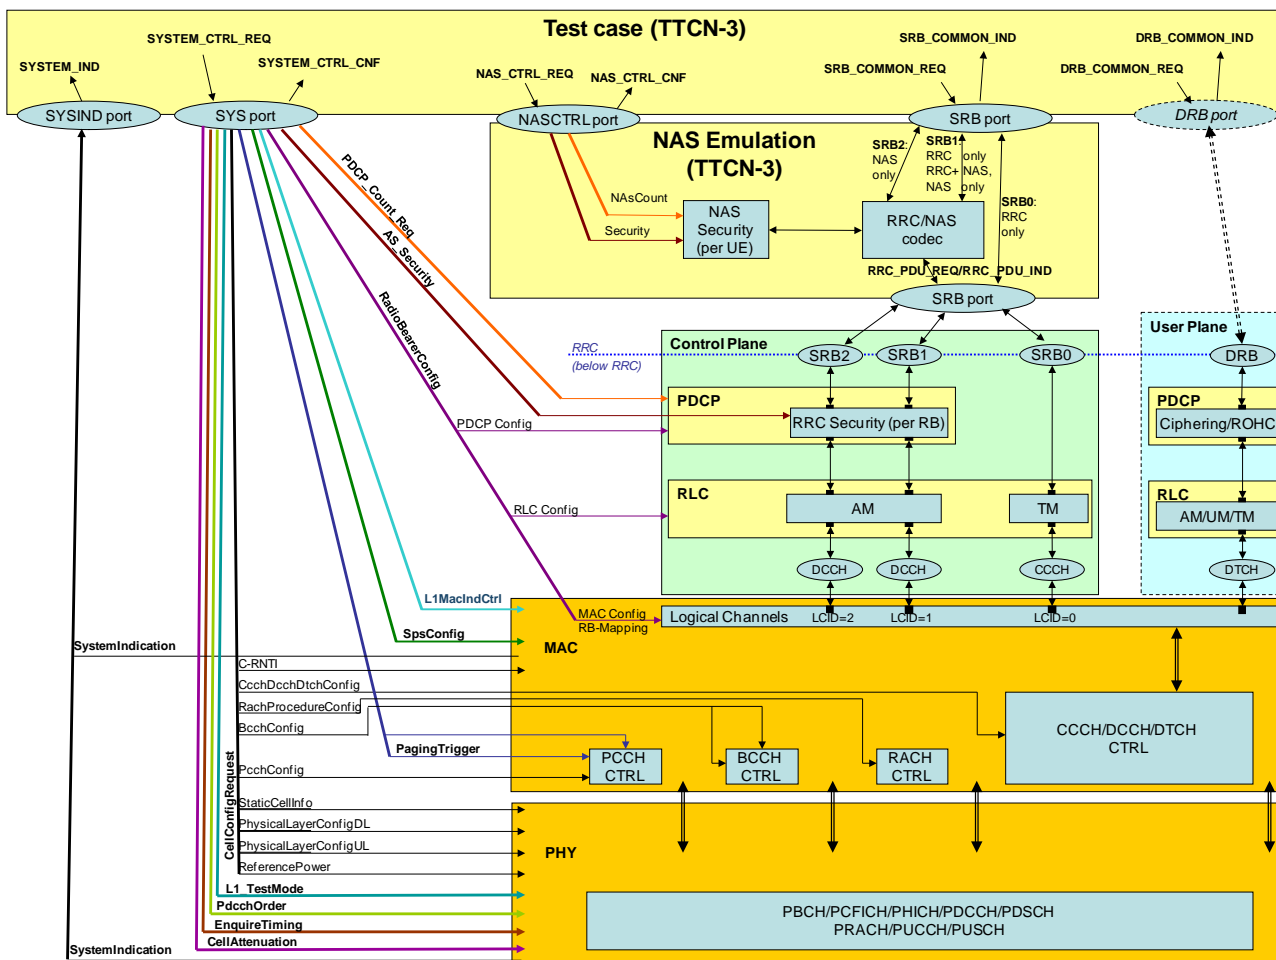 Test case (TTCN-3)
SYSTEM_CTRL_REQ
SYSTEM_IND
SYSTEM_CTRL_CNF
NAS_CTRL_REQ
NAS_CTRL_CNF
SRB_COMMON_IND
SRB_COMMON_REQ
DRB_COMMON_IND
DRB_COMMON_REQ
SYSIND port
SYS port
NASCTRL port
SRB port
DRB port
NAS Emulation
(TTCN-3)
SRB2:
NAS
only
SRB1:
RRC only
RRC+ NAS,
NAS only
SRB0:
RRC
only
NAsCount
Security
NAS
Security
(per UE)
RRC/NAS
codec
RRC_PDU_REQ/RRC_PDU_IND
SRB port
PDCP_Count_Req
AS_Security
RadioBearerConfig
Control Plane
User Plane
RRC
(below RRC)
SRB2
SRB1
SRB0
DRB
PDCP
RRC Security (per RB)
PDCP
Ciphering/ROHC
PDCP Config
RLC
AM
TM
RLC
AM/UM/TM
RLC Config
DCCH
DCCH
CCCH
DTCH
L1MacIndCtrl
MAC Config
RB-Mapping
Logical Channels
LCID=2
LCID=1
LCID=0
SpsConfig
MAC
SystemIndication
C-RNTI
CcchDcchDtchConfig
RachProcedureConfig
BcchConfig
PagingTrigger
PcchConfig
PCCH
CTRL
BCCH
CTRL
RACH
CTRL
CCCH/DCCH/DTCH
CTRL
CellConfigRequest
StaticCellInfo
PhysicalLayerConfigDL
PhysicalLayerConfigUL
ReferencePower
PHY
L1_TestMode
PdcchOrder
EnquireTiming
CellAttenuation
SystemIndication
PBCH/PCFICH/PHICH/PDCCH/PDSCH
PRACH/PUCCH/PUSCH